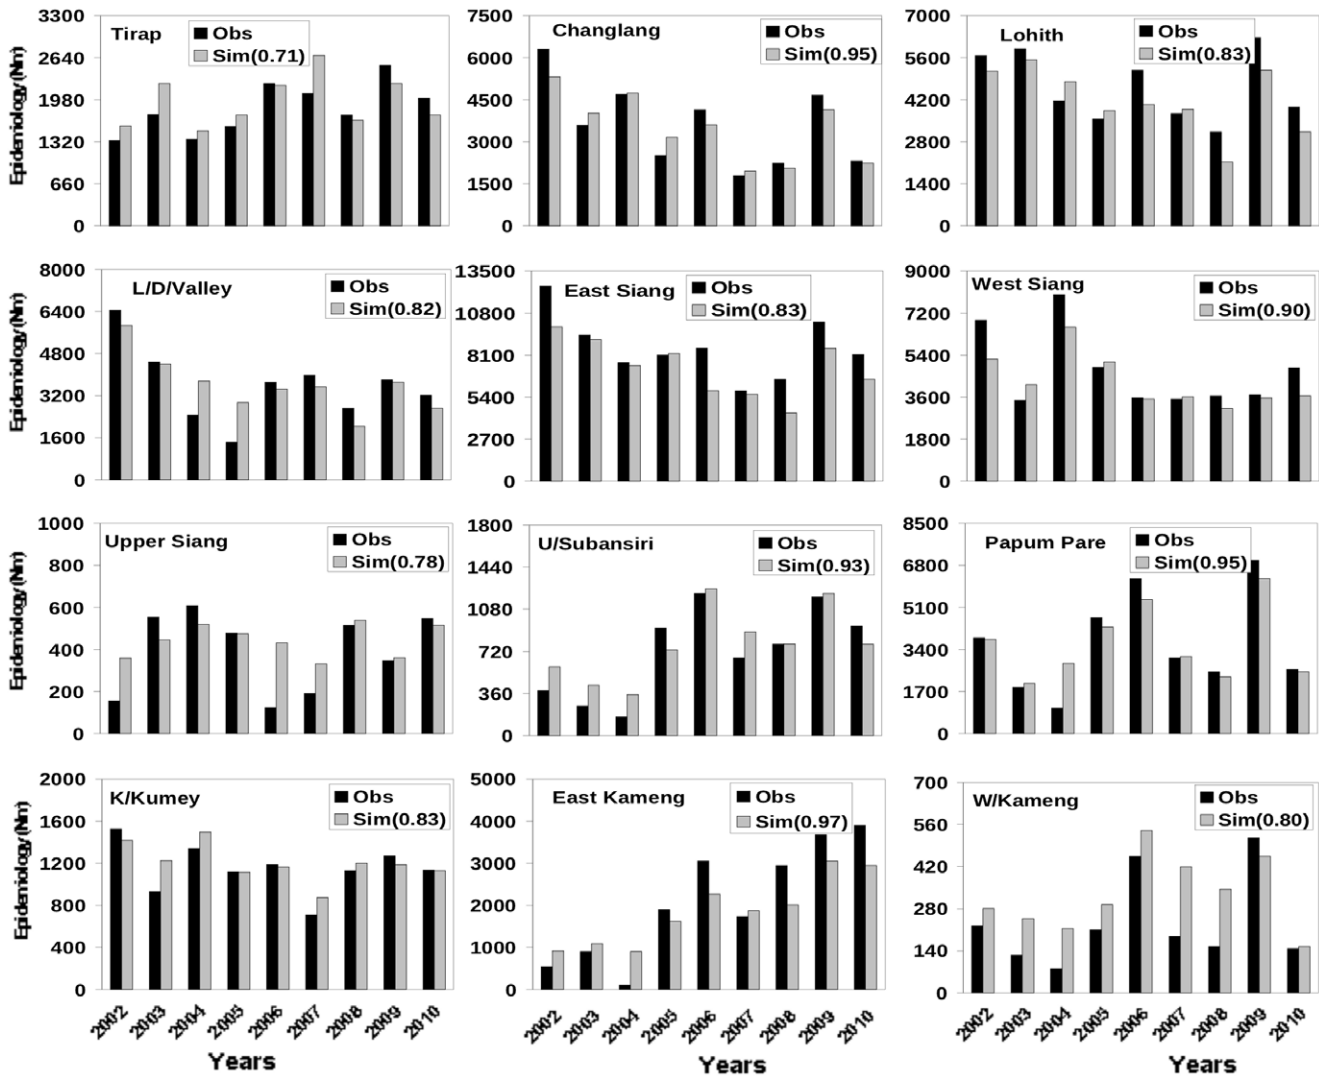 3300
2640
1980
1320
660
0
Epidemiology (Nm)
Tirap
Obs
Sim(0.71)
7500
6000
4500
3000
1500
0
Changlang
Obs
Sim(0.95)
7000
5600
4200
2800
1400
0
Lohith
Obs
Sim(0.83)
8000
6400
4800
3200
1600
0
Epidemiology (Nm)
L/D/Valley
Obs
Sim(0.82)
13500
10800
8100
5400
2700
0
East Siang
Obs
Sim(0.83)
9000
7200
5400
3600
1800
0
West Siang
Obs
Sim(0.90)
1000
800
600
400
200
0
Epidemiology (Nm)
Upper Siang
Obs
Sim(0.78)
1800
1440
1080
720
360
0
U/Subansiri
Obs
Sim(0.93)
8500
6800
5100
3400
1700
0
Papum Pare
Obs
Sim(0.95)
2000
1600
1200
800
400
0
Epidemiology (Nm)
K/Kumey
Obs
Sim(0.83)
2002 2003 2004 2005 2006 2007 2008 2009 2010
Years
5000
4000
3000
2000
1000
0
East Kameng
Obs
Sim(0.97)
2002 2003 2004 2005 2006 2007 2008 2009 2010
Years
700
560
420
280
140
0
W/Kameng
Obs
Sim(0.80)
2002 2003 2004 2005 2006 2007 2008 2009 2010
Years